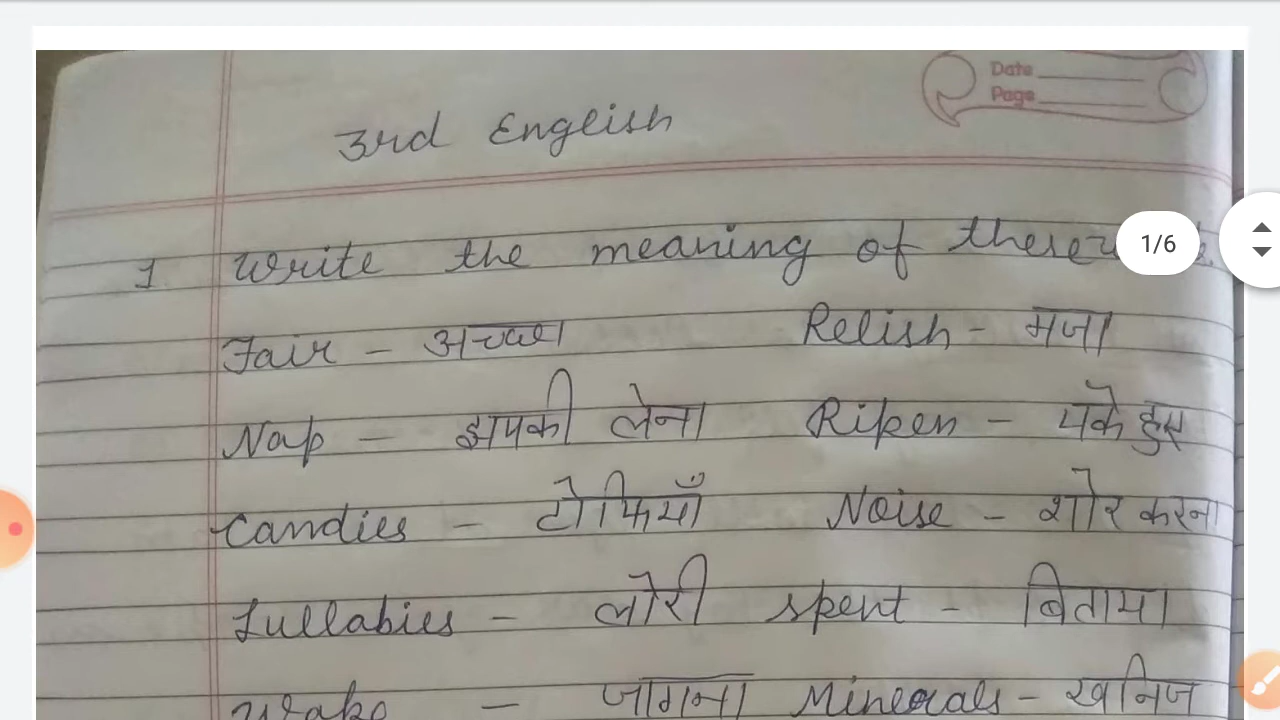 Date
Page
3rd English
1/6
1 Write the meaning of these
Fair - अच्छा Relish - मजा
Nap - झपकी लेना Ripen - पके हुए
Candies - टोफियाँ Noise - शोर करना
Lullabies - लोरी spent - बिताया
Wake - जागना Minerals - खनिज